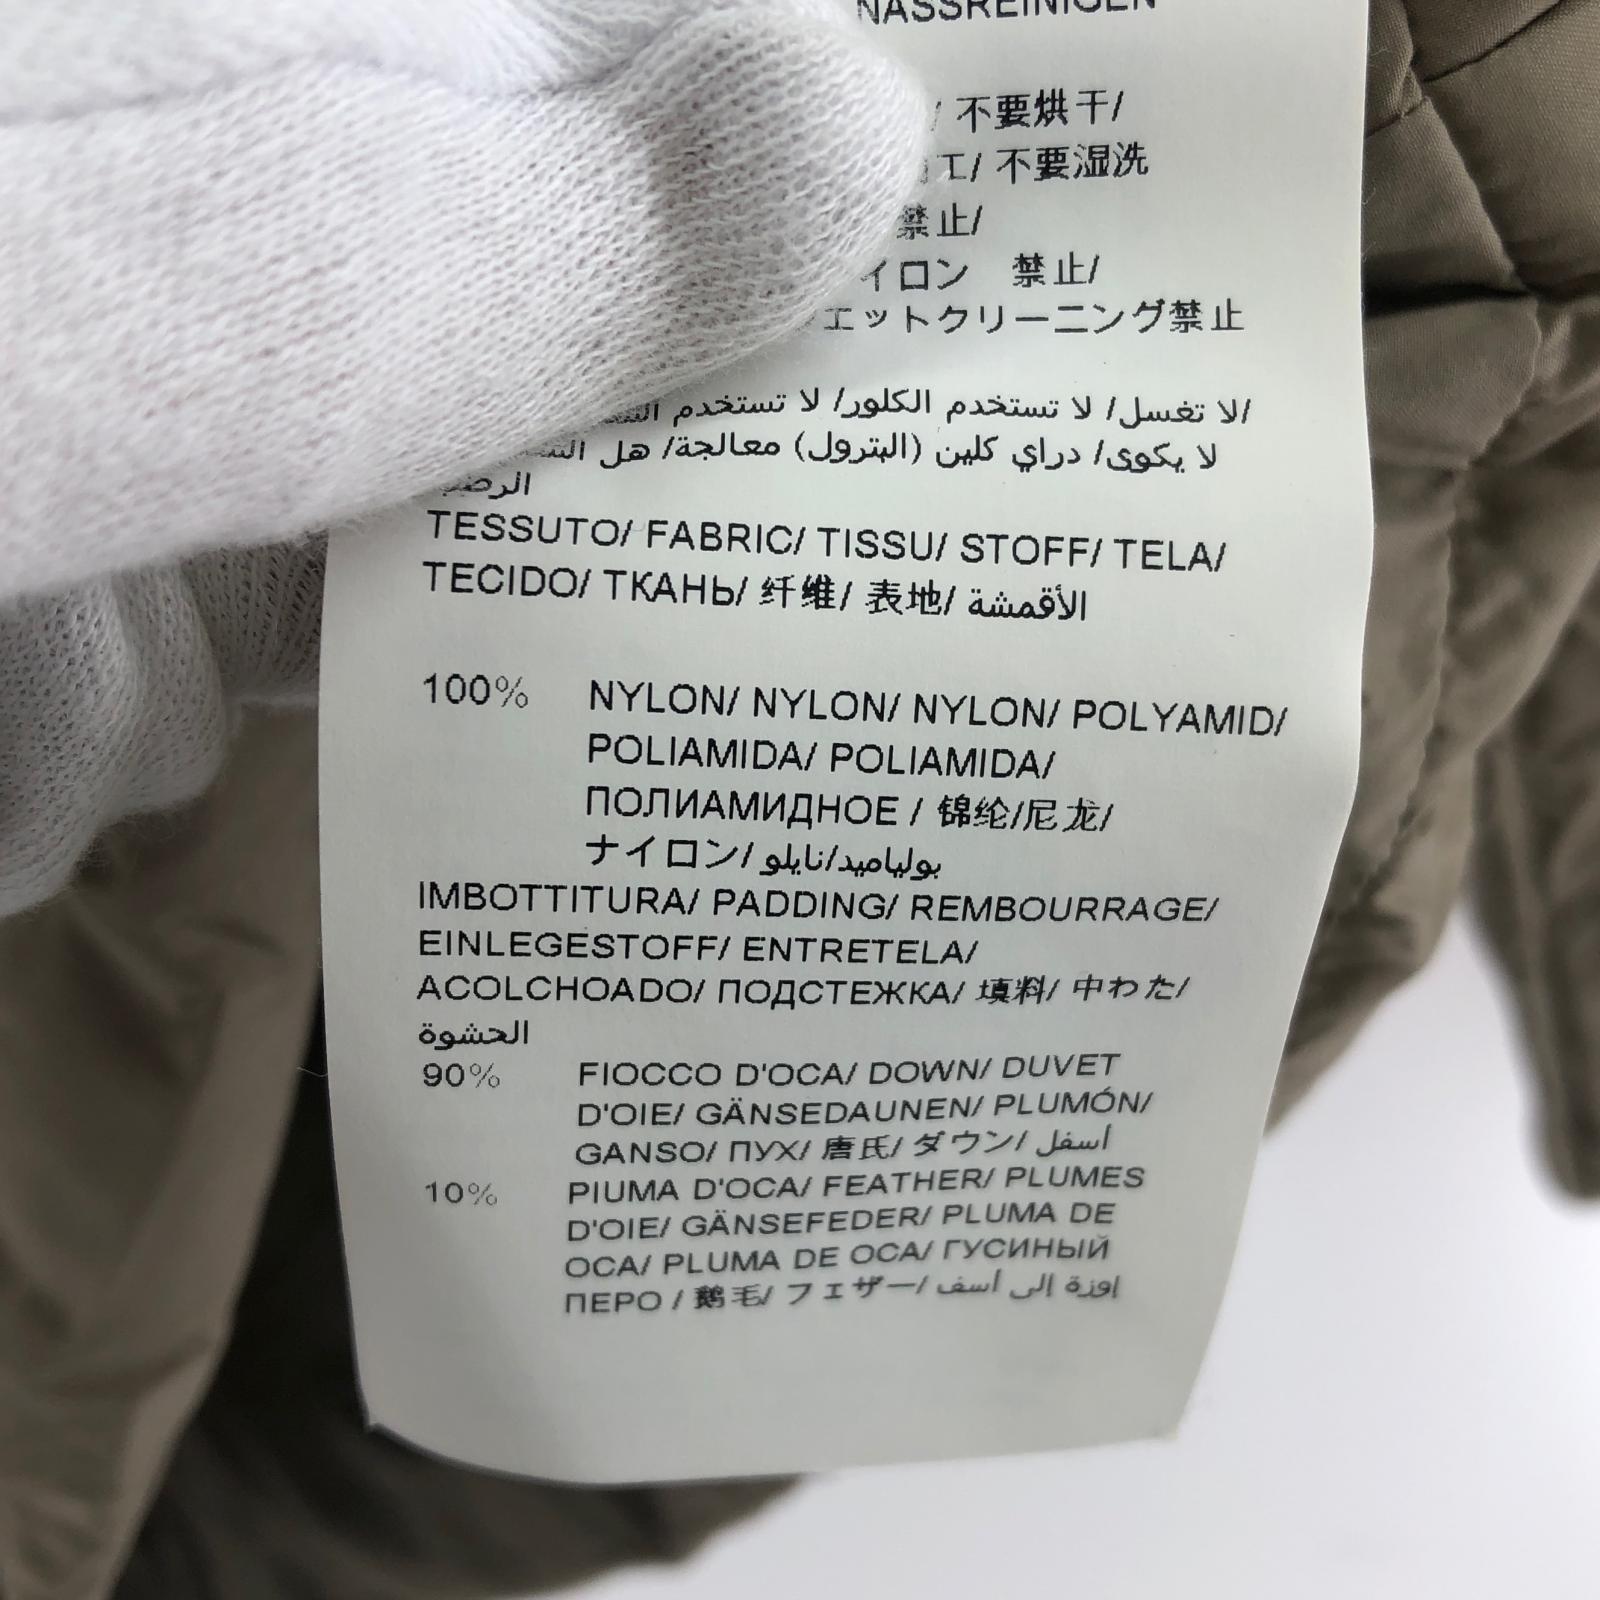 NASSREINIGEN
/ 不要烘干/
工/ 不要湿洗
禁止/
イロン 禁止/
エットクリーニング禁止
/لا تغسل/ لا تستخدم الكلور/ لا تستخدم
لا يكوى/ دراي كلين (البترول) معالجة/ هل
TESSUTO/ FABRIC/ TISSU/ STOFF/ TELA/
TECIDO/ ТКАНЬ/ 纤维/ 表地/ الأقمشة
100% NYLON/ NYLON/ NYLON/ POLYAMID/
POLIAMIDA/ POLIAMIDA/
ПОЛИАМИДНОЕ / 锦纶/尼龙/
ナイロン/ بولياميد/نايلو
IMBOTTITURA/ PADDING/ REMBOURRAGE/
EINLEGESTOFF/ ENTRETELA/
ACOLCHOADO/ ПОДСТЕЖКА/ 填料/ 中わた/
الحشوة
90% FIOCCO D'OCA/ DOWN/ DUVET
D'OIE/ GÄNSEDAUNEN/ PLUMÓN/
GANSO/ ПУХ/ 唐氏/ ダウン/ أسفل
10% PIUMA D'OCA/ FEATHER/ PLUMES
D'OIE/ GÄNSEFEDER/ PLUMA DE
OCA/ PLUMA DE OCA/ ГУСИНЫЙ
ПЕРО / 鹅毛/ フェザー/ إوزة إلى أسف